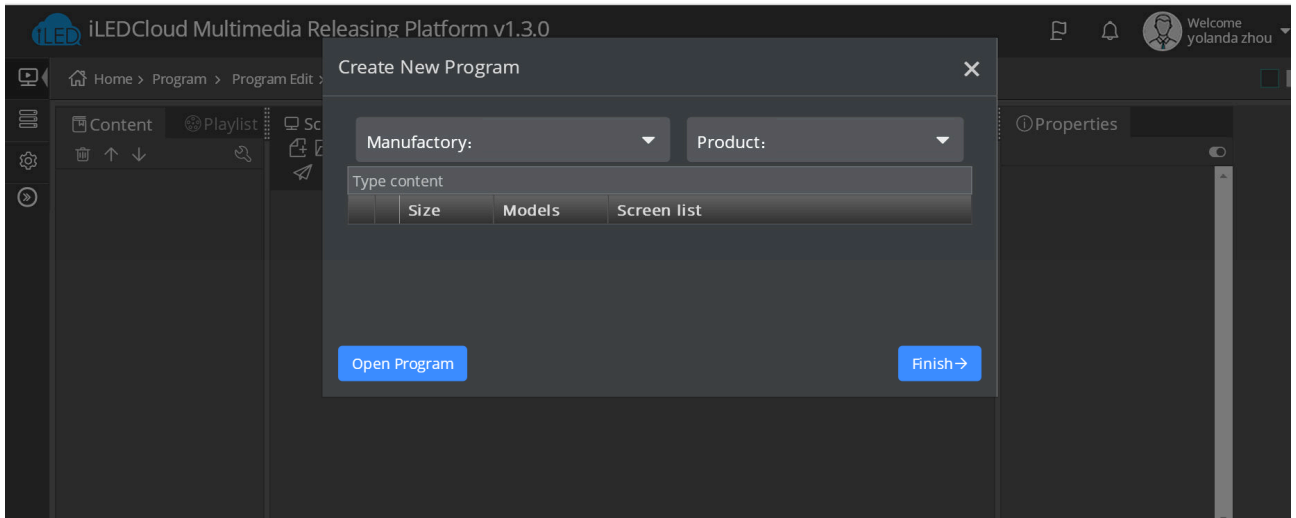 iLED iLEDCloud Multimedia Releasing Platform v1.3.0
Welcome
yolanda zhou
Home > Program > Program Edit >
Content
Playlist
Sc
Create New Program
Manufactory:
Product:
Type content
Size Models Screen list
Open Program
Finish→
Properties